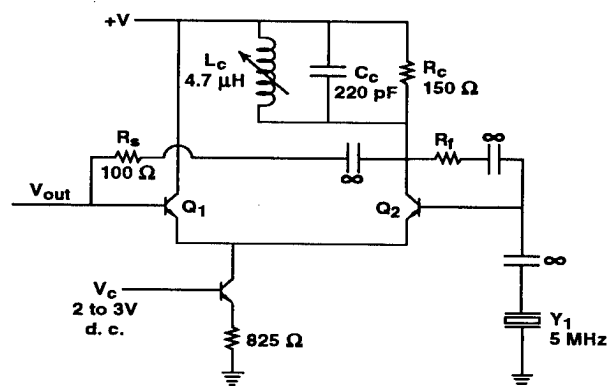 +V
L_c
4.7 μH
C_c
220 pF
R_c
150 Ω
R_s
100 Ω
∞
R_f
∞
V_out
Q_1
Q_2
∞
V_c
2 to 3V
d. c.
825 Ω
Y_1
5 MHz